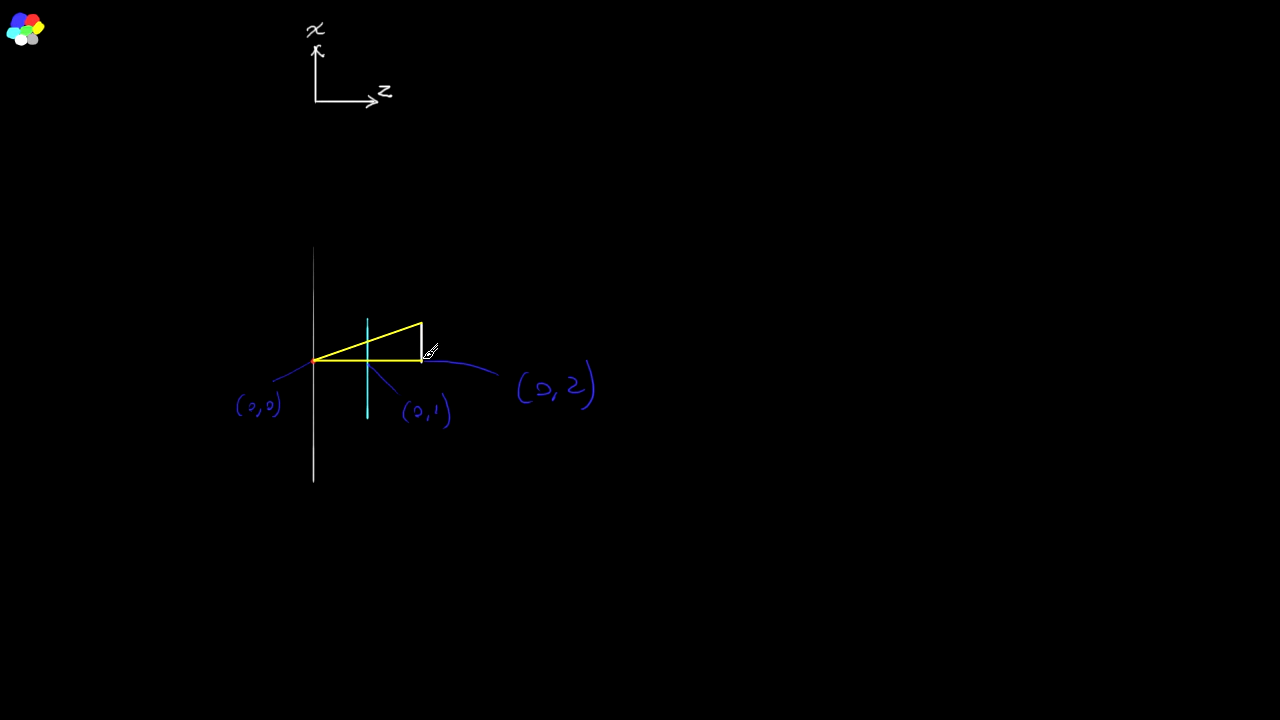 x
z
(0,0)
(0,1)
(0,2)